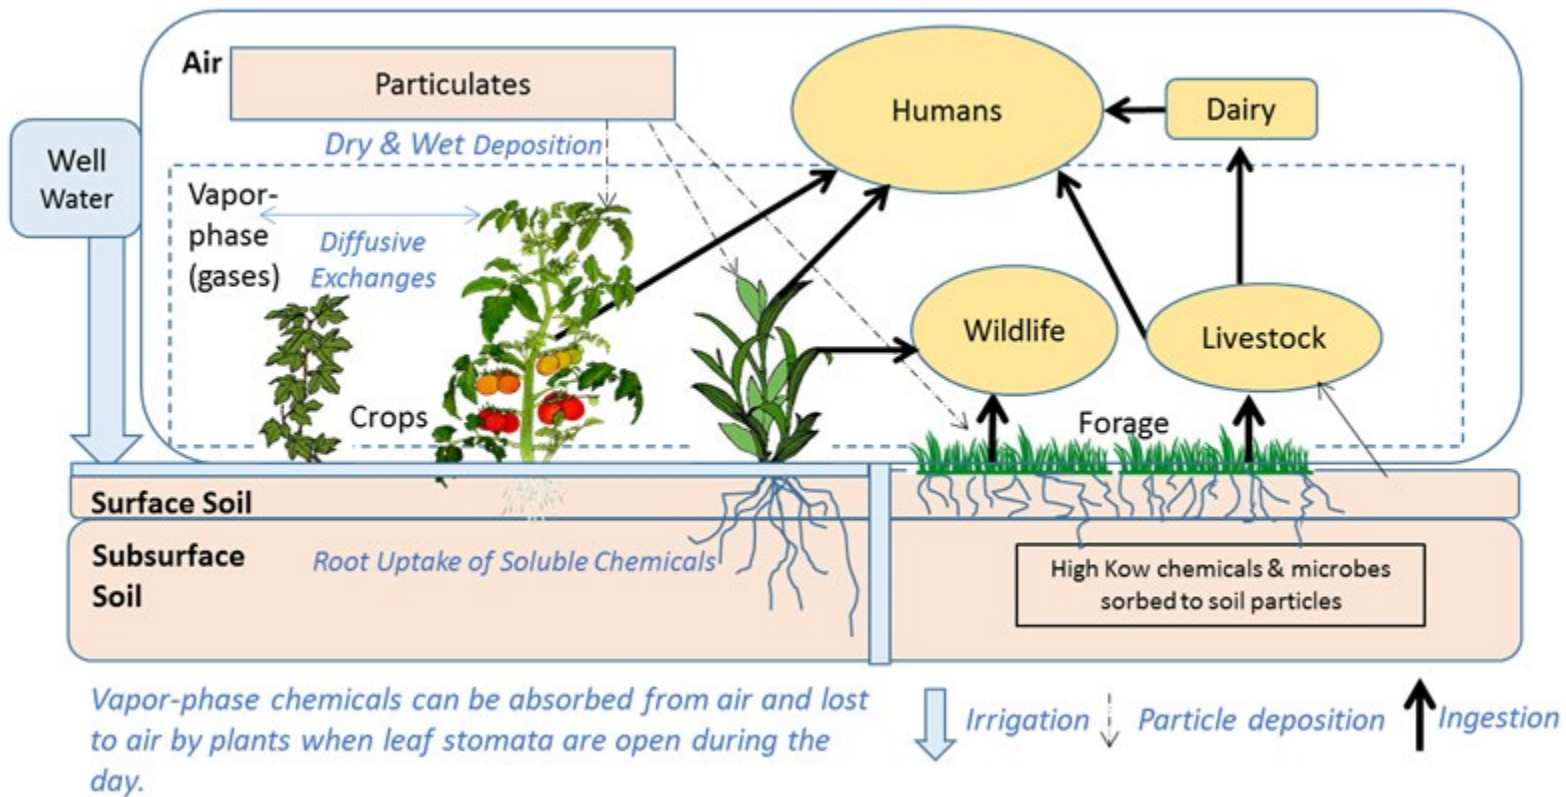 Air
Particulates
Humans
Dairy
Well
Water
Dry & Wet Deposition
Vapor-
phase
(gases)
Diffusive
Exchanges
Wildlife
Livestock
Crops
Forage
Surface Soil
Subsurface
Soil
Root Uptake of Soluble Chemicals
High Kow chemicals & microbes
sorbed to soil particles
Vapor-phase chemicals can be absorbed from air and lost
to air by plants when leaf stomata are open during the
day.
Irrigation
Particle deposition
Ingestion